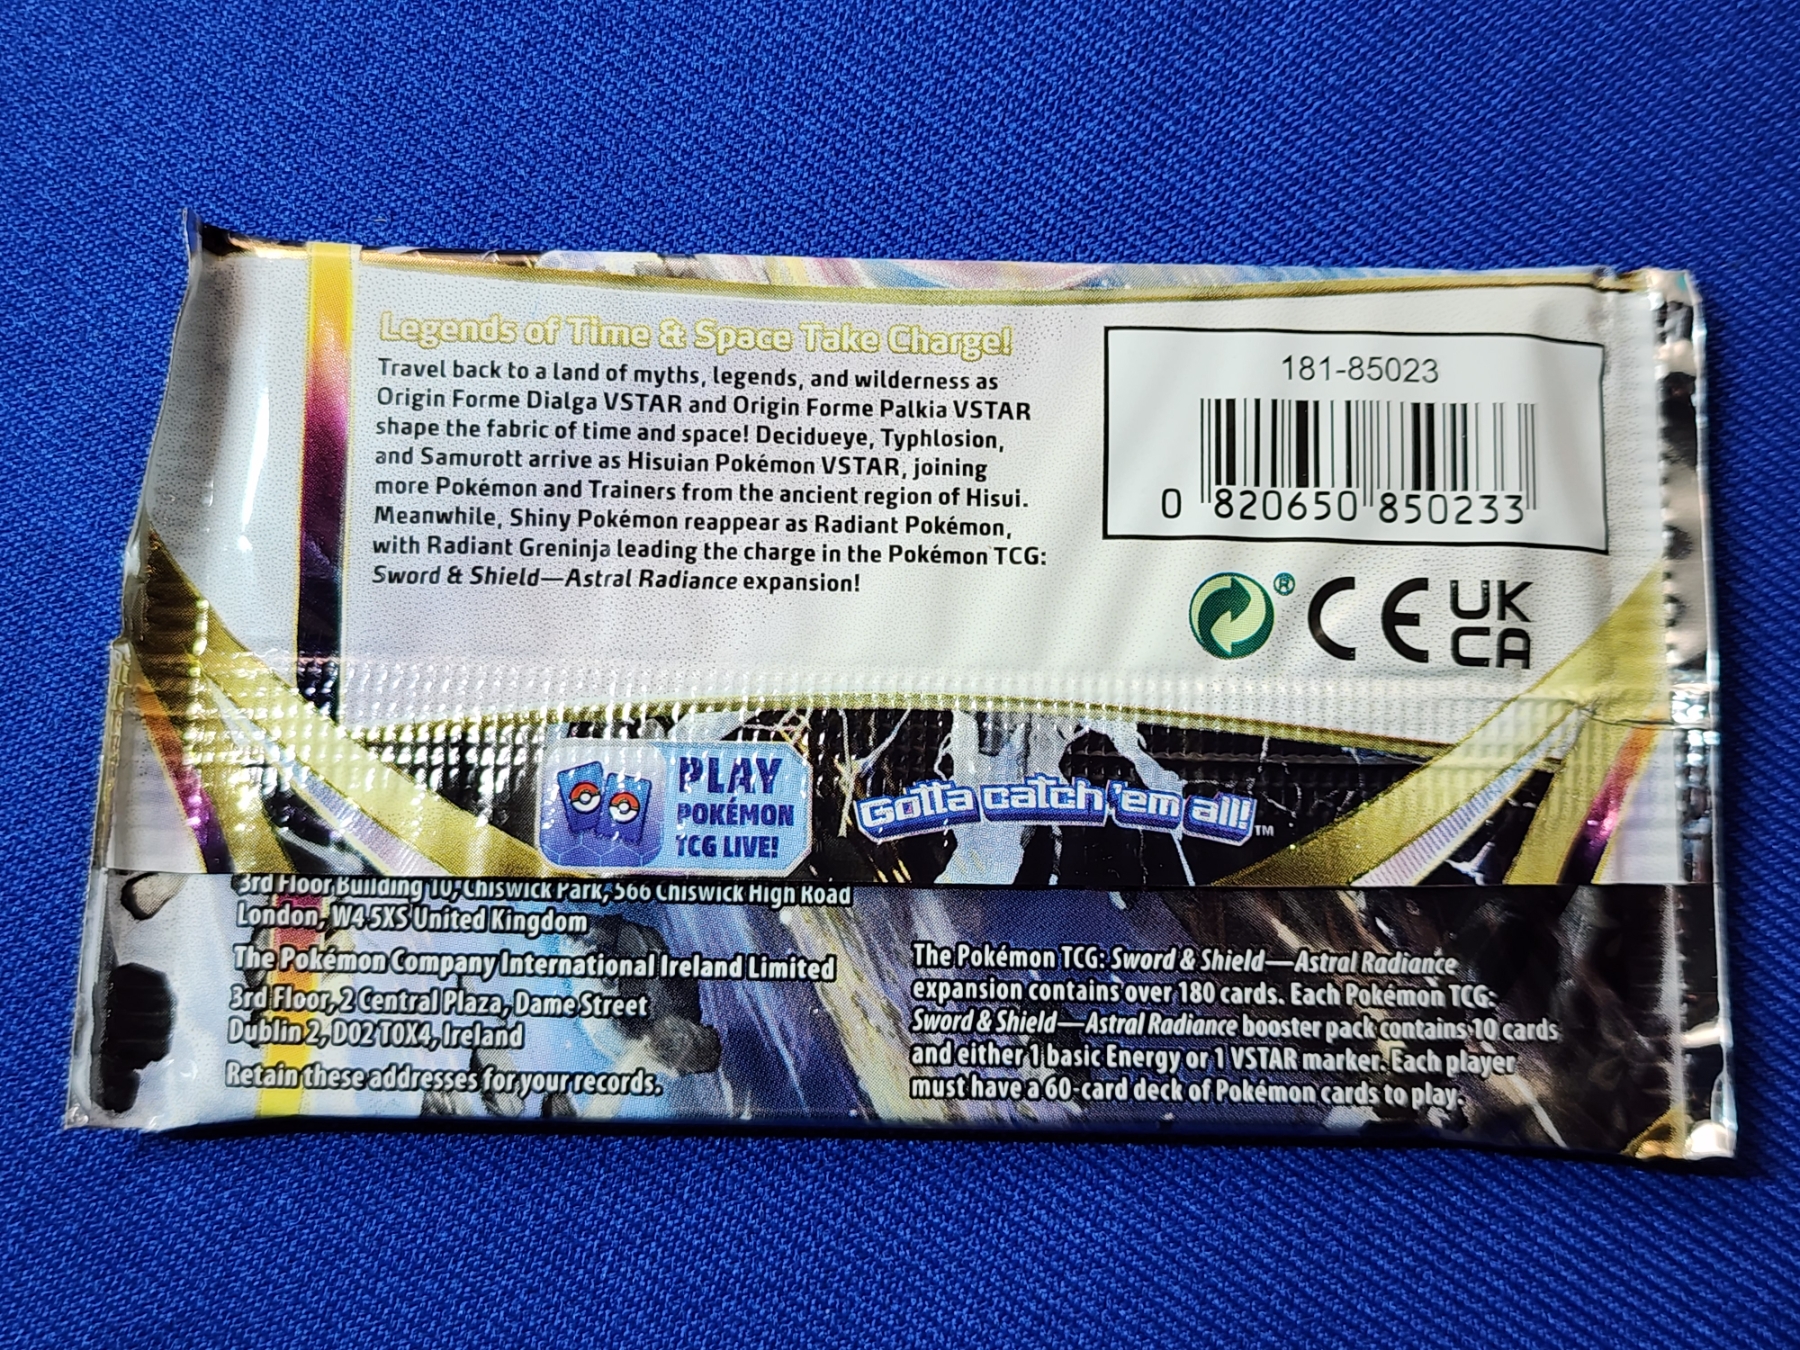 Legends of Time & Space Take Charge!
Travel back to a land of myths, legends, and wilderness as
Origin Forme Dialga VSTAR and Origin Forme Palkia VSTAR
shape the fabric of time and space! Decidueye, Typhlosion,
and Samurott arrive as Hisuian Pokémon VSTAR, joining
more Pokémon and Trainers from the ancient region of Hisui.
Meanwhile, Shiny Pokémon reappear as Radiant Pokémon,
with Radiant Greninja leading the charge in the Pokémon TCG:
Sword & Shield—Astral Radiance expansion!
181-85023
0 820650 850233
®
CE
UK
CA
PLAY
POKÉMON
TCG LIVE!
Gotta catch 'em all!™
3rd Floor Building 10, Chiswick Park, 566 Chiswick High Road
London, W4 5XS United Kingdom
The Pokémon Company International Ireland Limited
3rd Floor, 2 Central Plaza, Dame Street
Dublin 2, D02 T0X4, Ireland
Retain these addresses for your records.
The Pokémon TCG: Sword & Shield—Astral Radiance
expansion contains over 180 cards. Each Pokémon TCG:
Sword & Shield—Astral Radiance booster pack contains 10 cards
and either 1 basic Energy or 1 VSTAR marker. Each player
must have a 60-card deck of Pokémon cards to play.